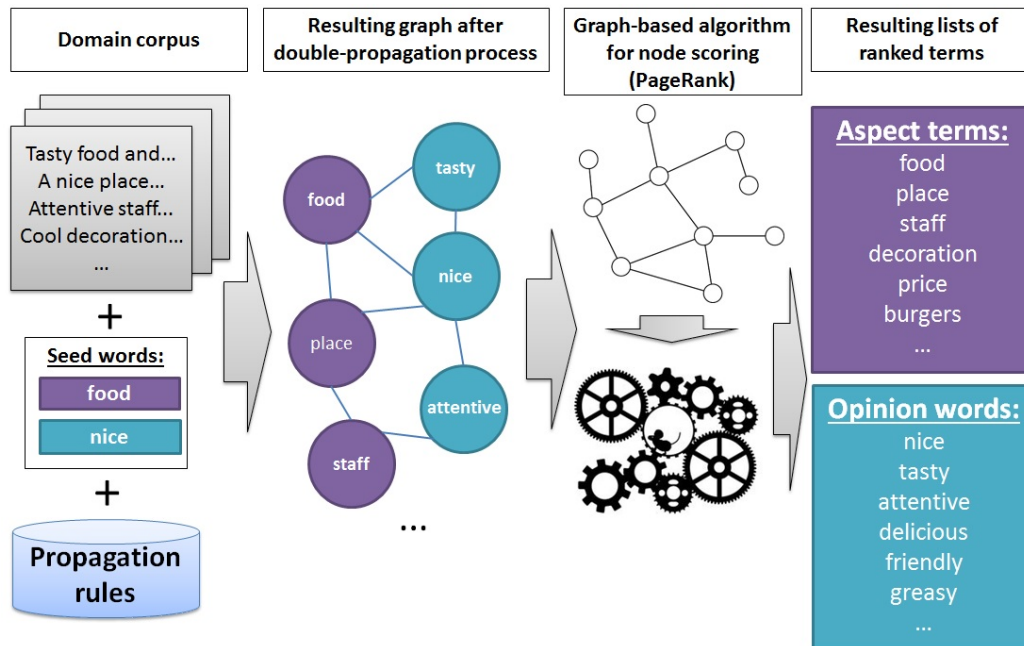 Domain corpus
Resulting graph after
double-propagation process
Graph-based algorithm
for node scoring
(PageRank)
Resulting lists of
ranked terms
Tasty food and...
A nice place...
Attentive staff...
Cool decoration...
...
+
Seed words:
food
nice
+
Propagation
rules
food
tasty
nice
place
attentive
staff
...
Aspect terms:
food
place
staff
decoration
price
burgers
...
Opinion words:
nice
tasty
attentive
delicious
friendly
greasy
...